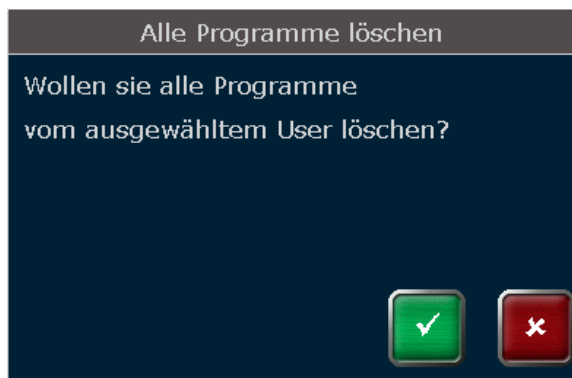 Alle Programme löschen
Wollen sie alle Programme
vom ausgewähltem User löschen?